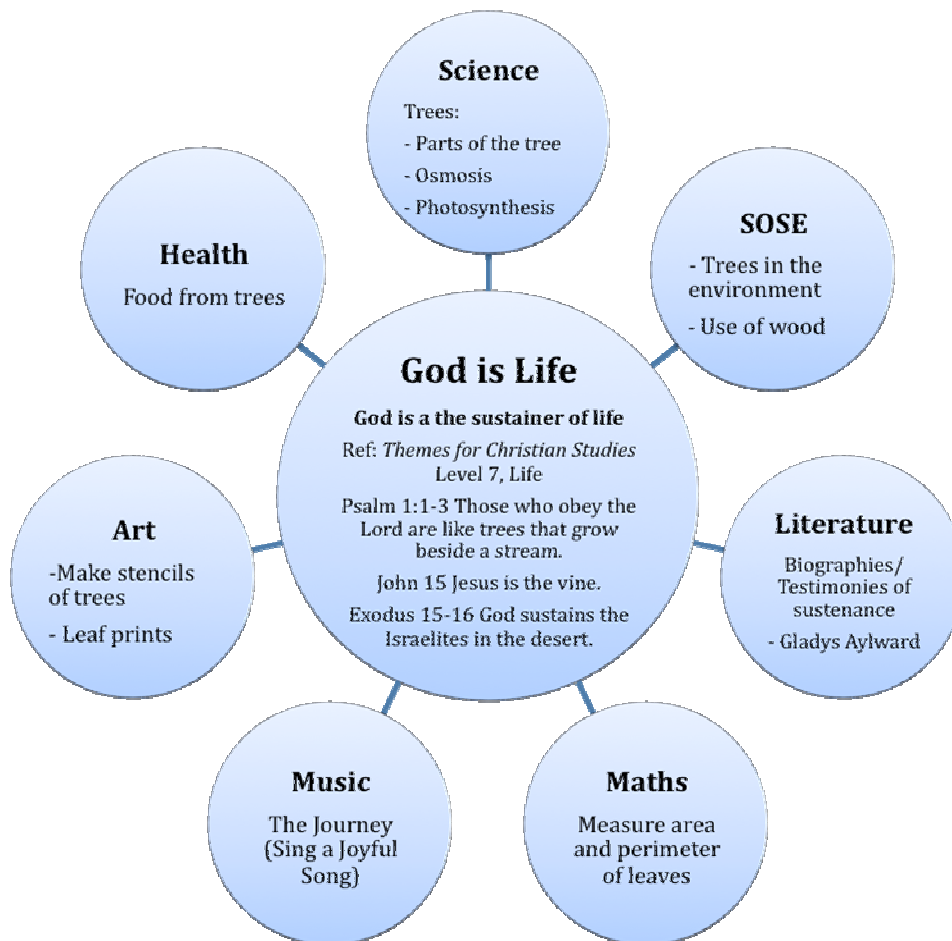 Science
Trees:
- Parts of the tree
- Osmosis
- Photosynthesis
SOSE
- Trees in the
environment
- Use of wood
Health
Food from trees
God is Life
God is a the sustainer of life
Ref: Themes for Christian Studies
Level 7, Life
Psalm 1:1-3 Those who obey the
Lord are like trees that grow
beside a stream.
John 15 Jesus is the vine.
Exodus 15-16 God sustains the
Israelites in the desert.
Literature
Biographies/
Testimonies of
sustenance
- Gladys Aylward
Art
-Make stencils
of trees
- Leaf prints
Music
The Journey
(Sing a Joyful
Song)
Maths
Measure area
and perimeter
of leaves